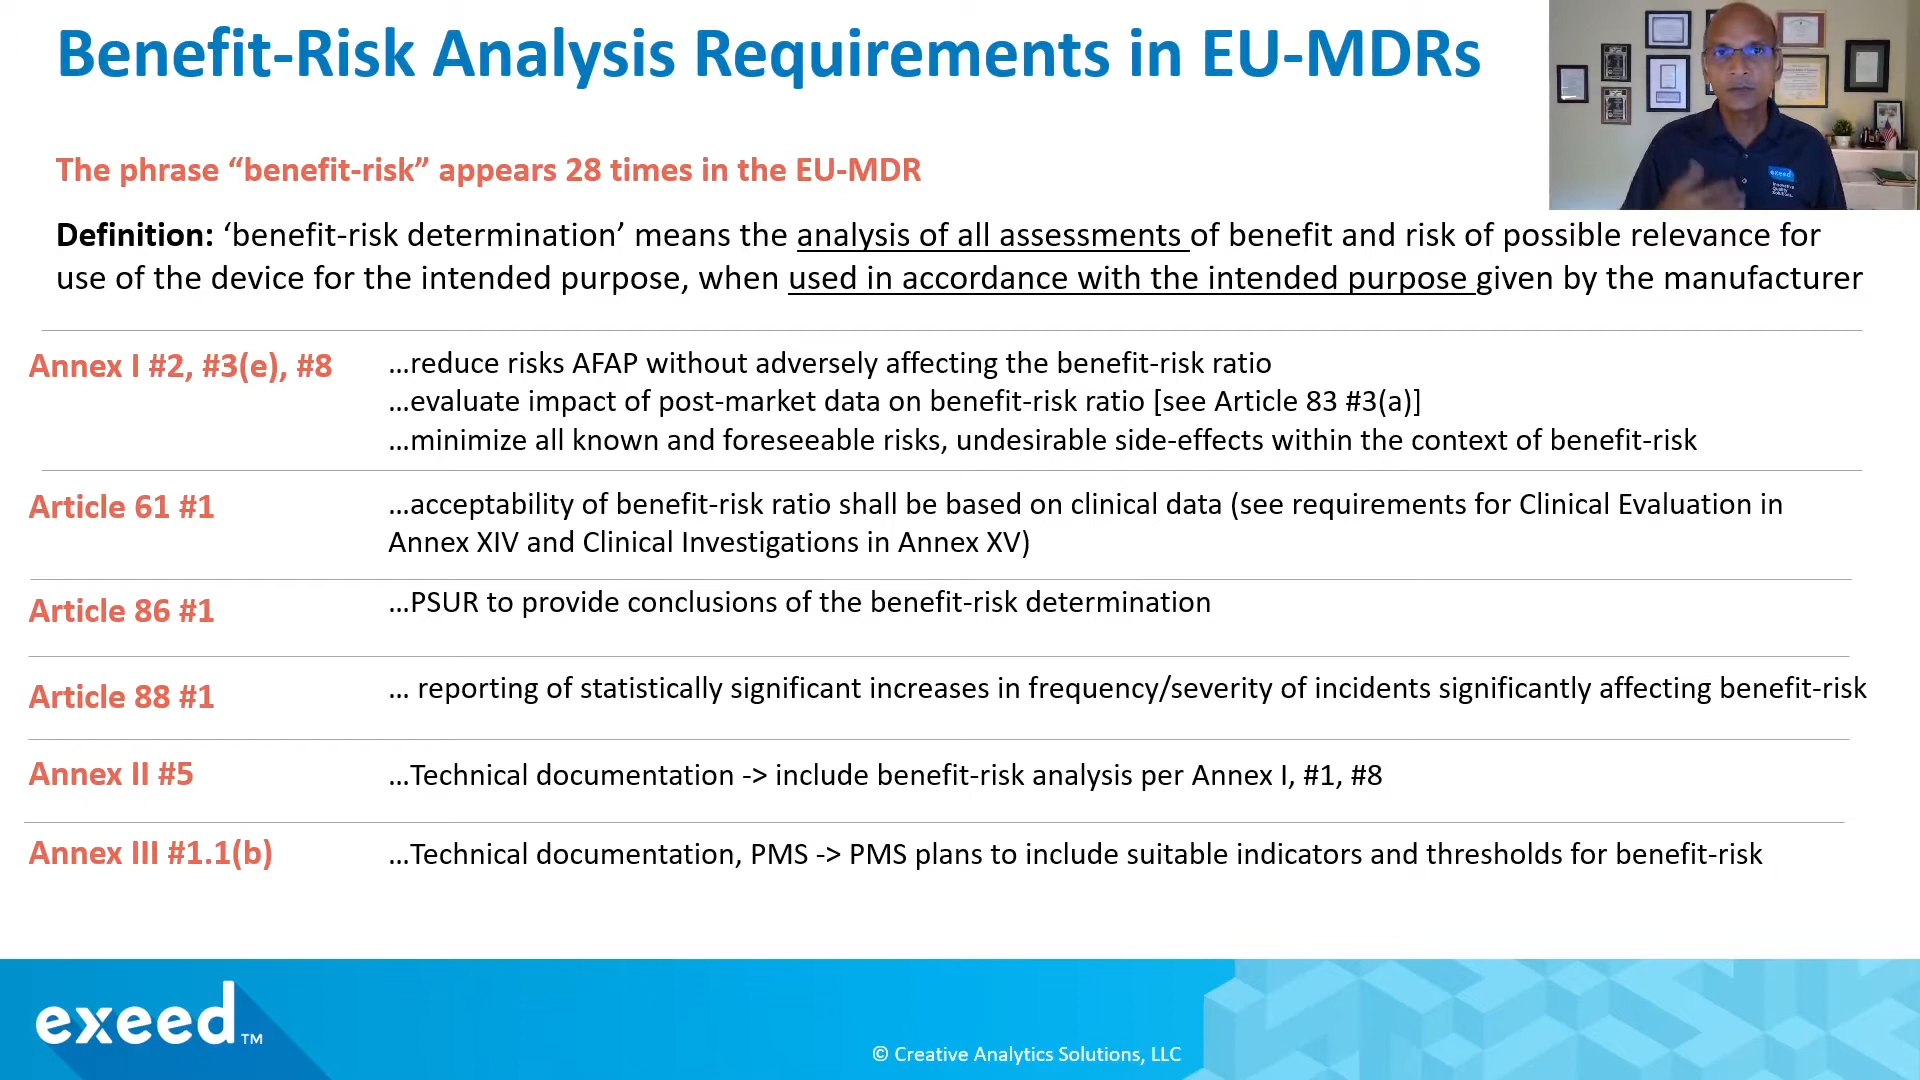 Benefit-Risk Analysis Requirements in EU-MDRs
The phrase “benefit-risk” appears 28 times in the EU-MDR
Definition: ‘benefit-risk determination’ means the analysis of all assessments of benefit and risk of possible relevance for
use of the device for the intended purpose, when used in accordance with the intended purpose given by the manufacturer
Annex I #2, #3(e), #8
...reduce risks AFAP without adversely affecting the benefit-risk ratio
...evaluate impact of post-market data on benefit-risk ratio [see Article 83 #3(a)]
...minimize all known and foreseeable risks, undesirable side-effects within the context of benefit-risk
Article 61 #1
...acceptability of benefit-risk ratio shall be based on clinical data (see requirements for Clinical Evaluation in
Annex XIV and Clinical Investigations in Annex XV)
Article 86 #1
...PSUR to provide conclusions of the benefit-risk determination
Article 88 #1
... reporting of statistically significant increases in frequency/severity of incidents significantly affecting benefit-risk
Annex II #5
...Technical documentation -> include benefit-risk analysis per Annex I, #1, #8
Annex III #1.1(b)
...Technical documentation, PMS -> PMS plans to include suitable indicators and thresholds for benefit-risk
exeed
Innovative
Quality
Solutions.
exeed™
© Creative Analytics Solutions, LLC